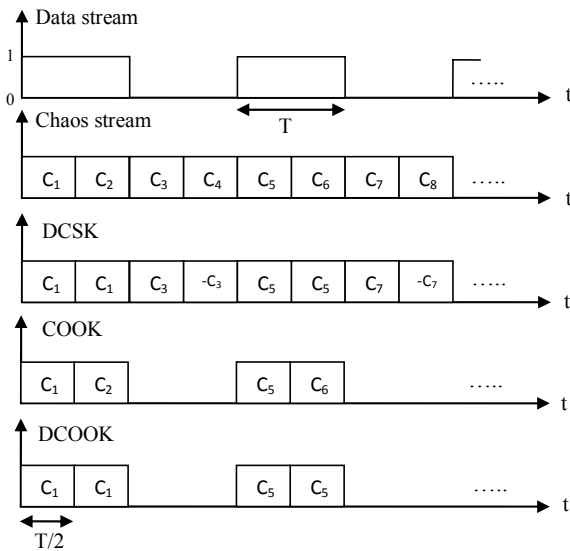 Data stream
1
0
t
T
Chaos stream
C₁ C₂ C₃ C₄ C₅ C₆ C₇ C₈ …..
t
DCSK
C₁ C₁ C₃ -C₃ C₅ C₅ C₇ -C₇ …..
t
COOK
C₁ C₂ C₅ C₆ …..
t
DCOOK
C₁ C₁ C₅ C₅ …..
t
T/2